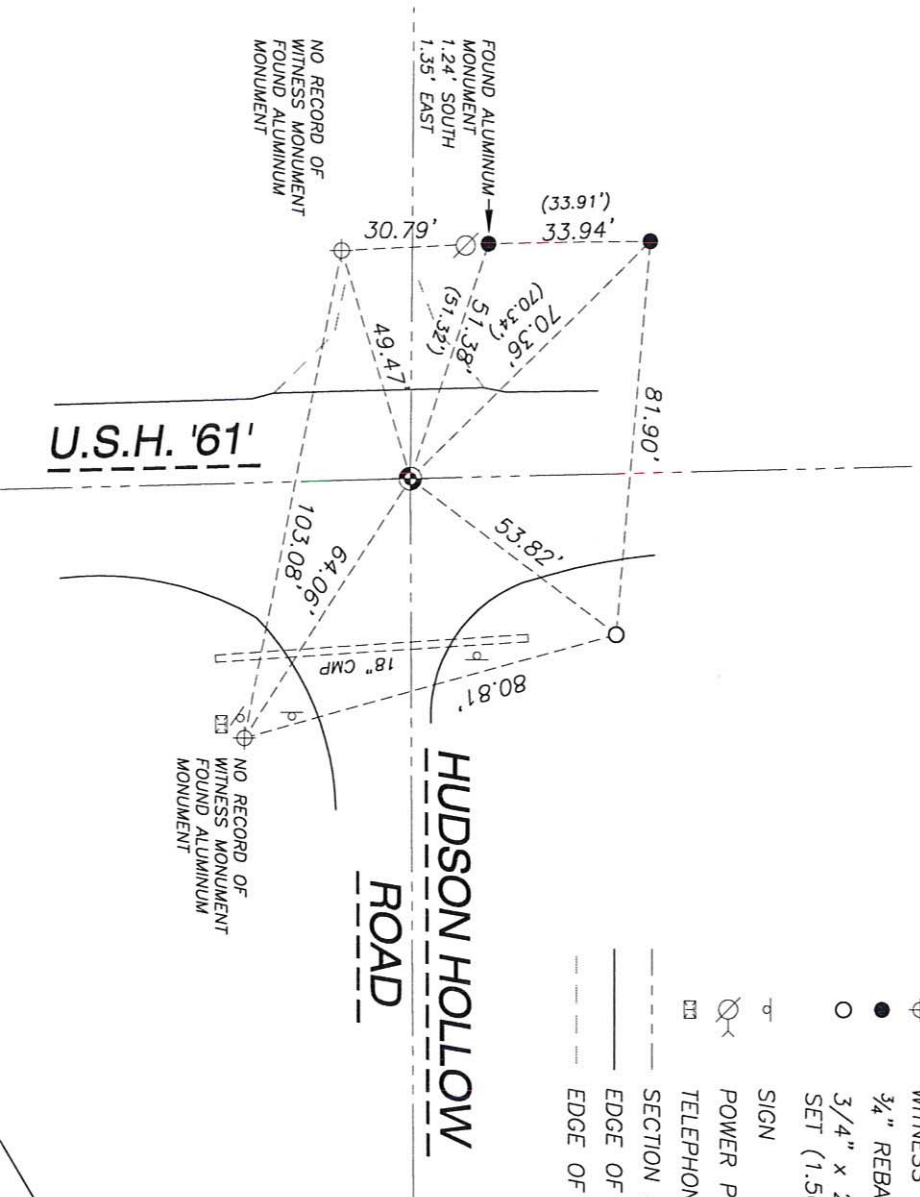 FOUND ALUMINUM
MONUMENT
1.24' SOUTH
1.35' EAST
NO RECORD OF
WITNESS MONUMENT
FOUND ALUMINUM
MONUMENT
(33.91')
33.94'
30.79'
70.36'
(70.34')
51.38'
(51.32')
49.47'
81.90'
53.82'
U.S.H. '61'
103.08'
64.06'
18" CMP
80.81'
HUDSON HOLLOW
ROAD
NO RECORD OF
WITNESS MONUMENT
FOUND ALUMINUM
MONUMENT
WITNESS
3/4" REBA
3/4" x 2
SET (1.5
SIGN
POWER P
TELEPHON
SECTION
EDGE OF
EDGE OF